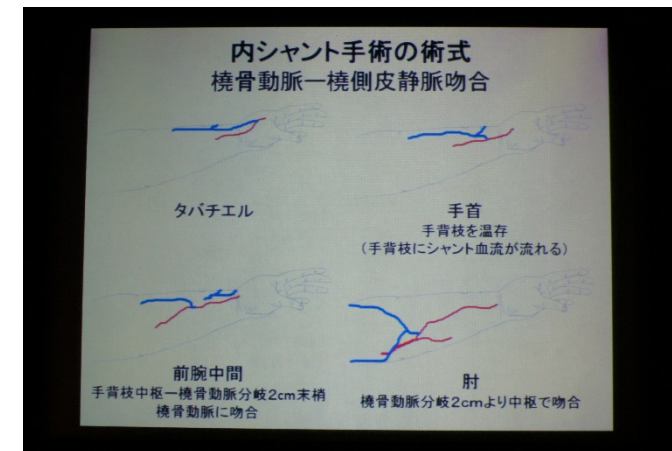 内シャント手術の術式
橈骨動脈―橈側皮静脈吻合
タバチエル
手首
手背枝を温存
(手背枝にシャント血流が流れる)
前腕中間
手背枝中枢―橈骨動脈分岐2cm末梢
橈骨動脈に吻合
肘
橈骨動脈分岐2cmより中枢で吻合